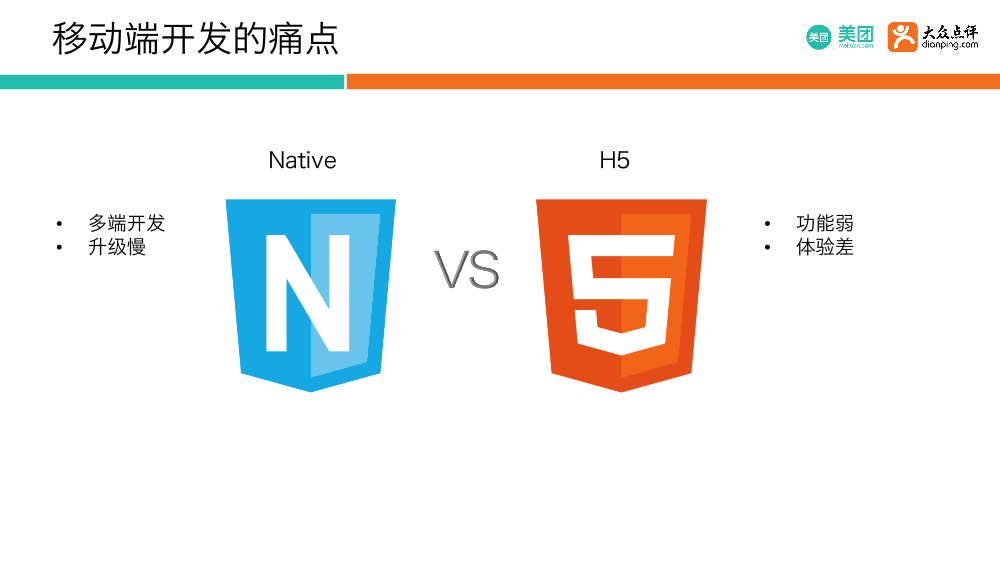 移动端开发的痛点
美团
美团
meituan.com
大众点评
dianping.com
Native
H5
• 多端开发
• 升级慢
N
VS
5
• 功能弱
• 体验差